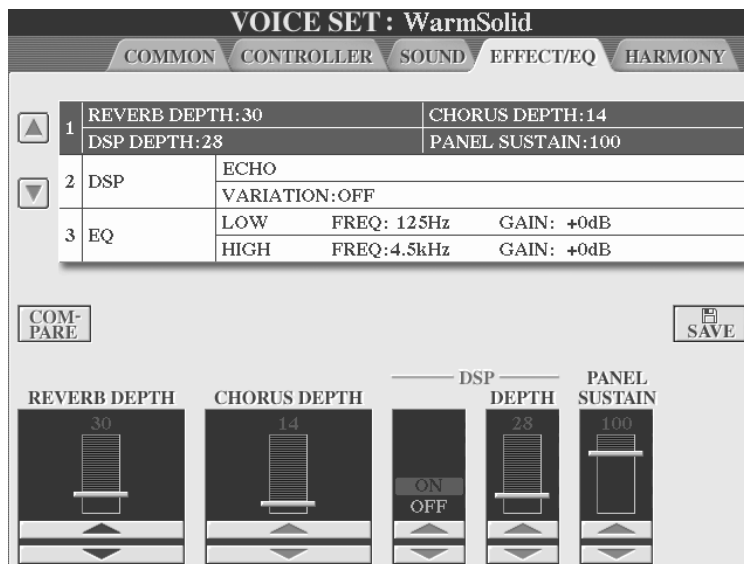 VOICE SET : WarmSolid
COMMON CONTROLLER SOUND EFFECT/EQ HARMONY
1 REVERB DEPTH:30 CHORUS DEPTH:14
DSP DEPTH:28 PANEL SUSTAIN:100
2 DSP ECHO
VARIATION:OFF
3 EQ LOW FREQ: 125Hz GAIN: +0dB
HIGH FREQ:4.5kHz GAIN: +0dB
COM-
PARE
SAVE
DSP PANEL
REVERB DEPTH CHORUS DEPTH DEPTH SUSTAIN
30 14 28 100
ON
OFF